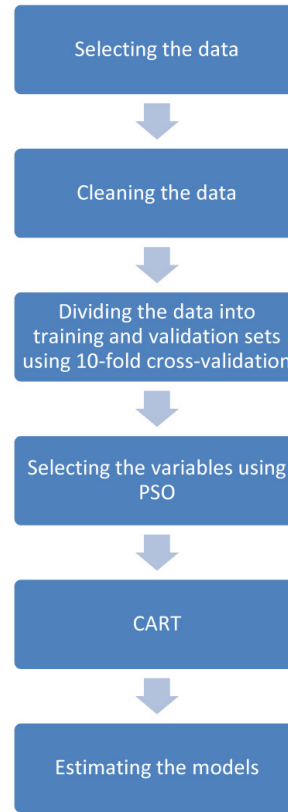 Selecting the data
Cleaning the data
Dividing the data into
training and validation sets
using 10-fold cross-validation
Selecting the variables using
PSO
CART
Estimating the models